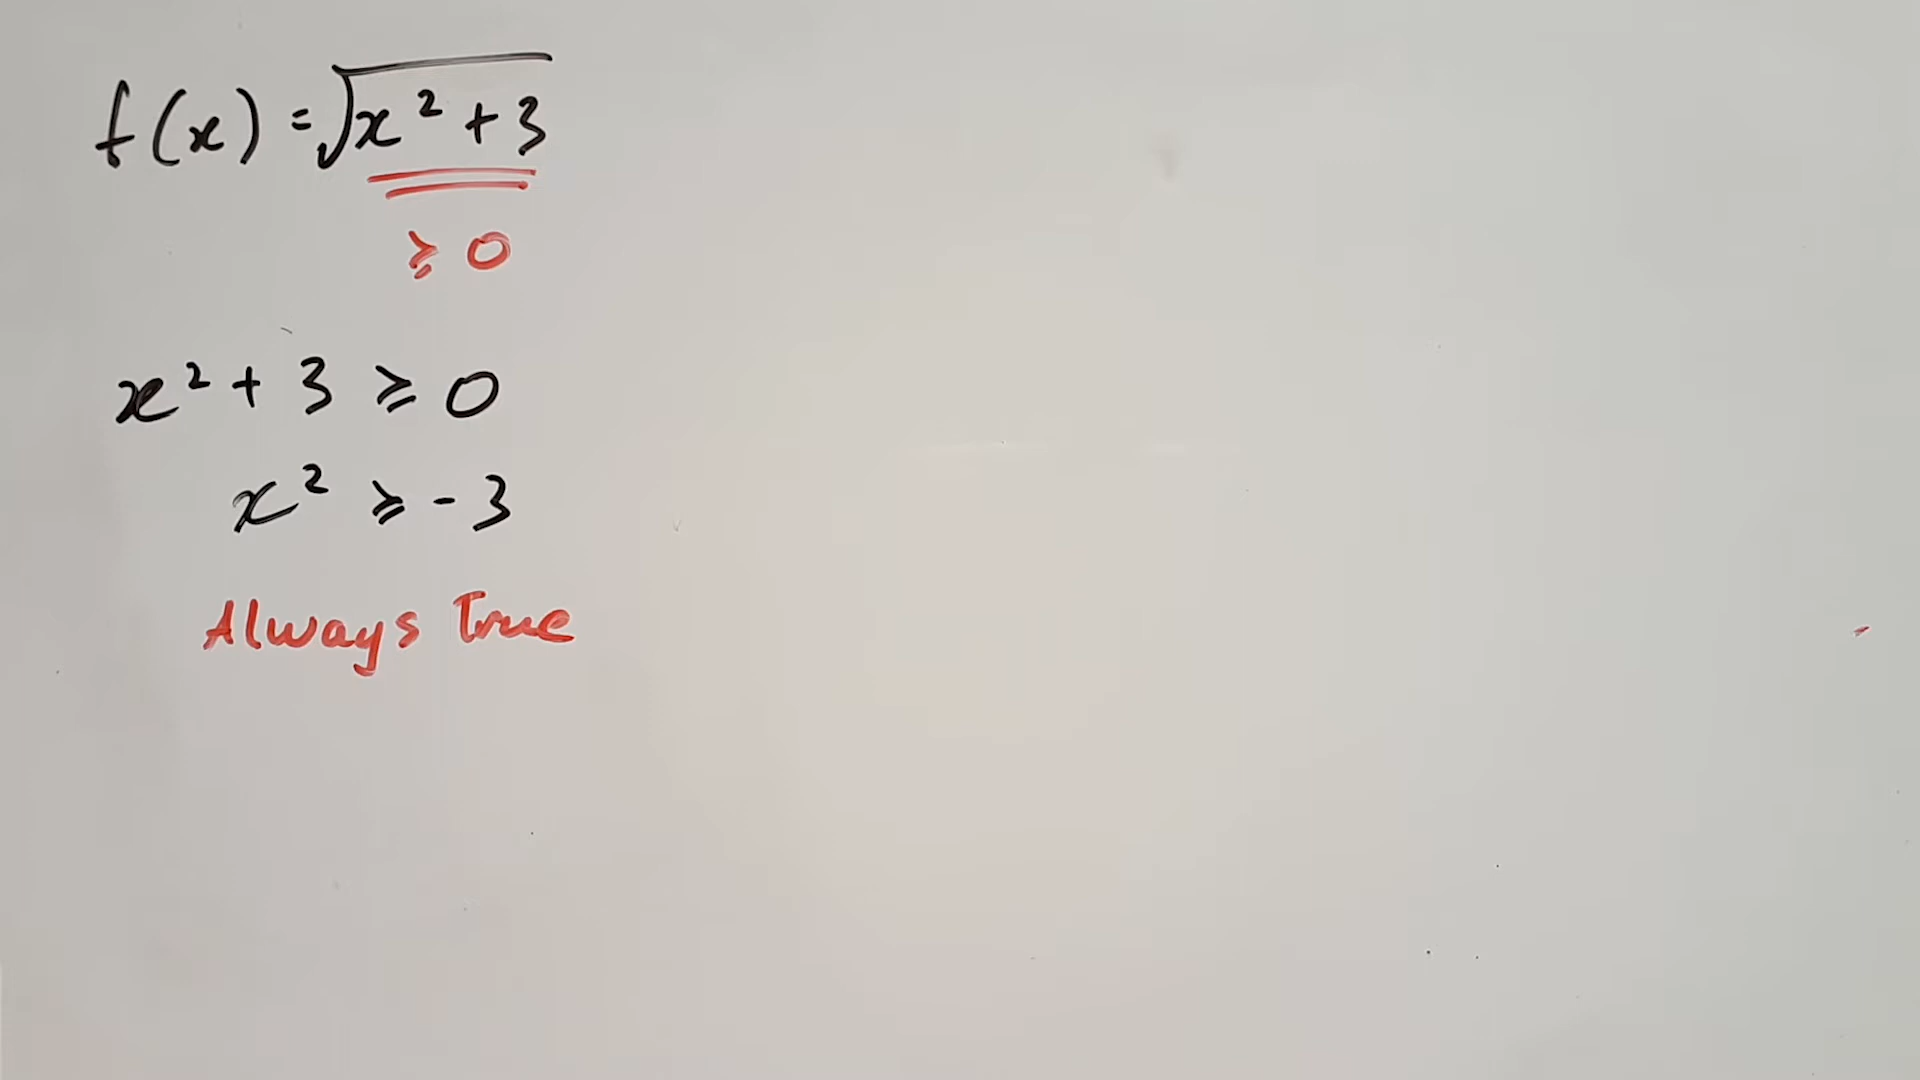 f(x) = √(x² + 3)
≥ 0
x² + 3 ≥ 0
x² ≥ -3
Always True